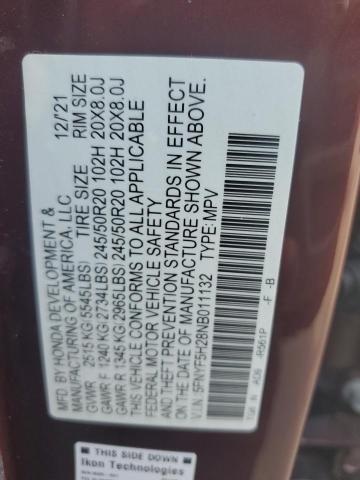 MFD. BY HONDA DEVELOPMENT & 12/'21
MANUFACTURING OF AMERICA, LLC
GVWR 2515 KG(5545LBS) TIRE SIZE RIM SIZE
GAWR F 1240 KG(2734LBS) 245/50R20 102H 20X8.0J
GAWR R 1345 KG(2965LBS) 245/50R20 102H 20X8.0J
THIS VEHICLE CONFORMS TO ALL APPLICABLE
FEDERAL MOTOR VEHICLE SAFETY
AND THEFT PREVENTION STANDARDS IN EFFECT
ON THE DATE OF MANUFACTURE SHOWN ABOVE.
V.I.N: 5FNYF5H28NB011132 TYPE:MPV
R561P -F -B
THIS SIDE DOWN
Ikon Technologies